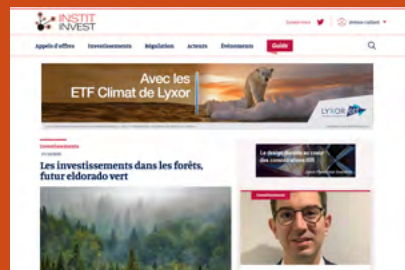 INSTIT
INVEST
Appels d'offres Investissements Régulation Acteurs Événements Guide
Avec les
ETF Climat de Lyxor
LYXOR
Investissements
Les investissements dans les forêts,
futur eldorado vert
Investissements